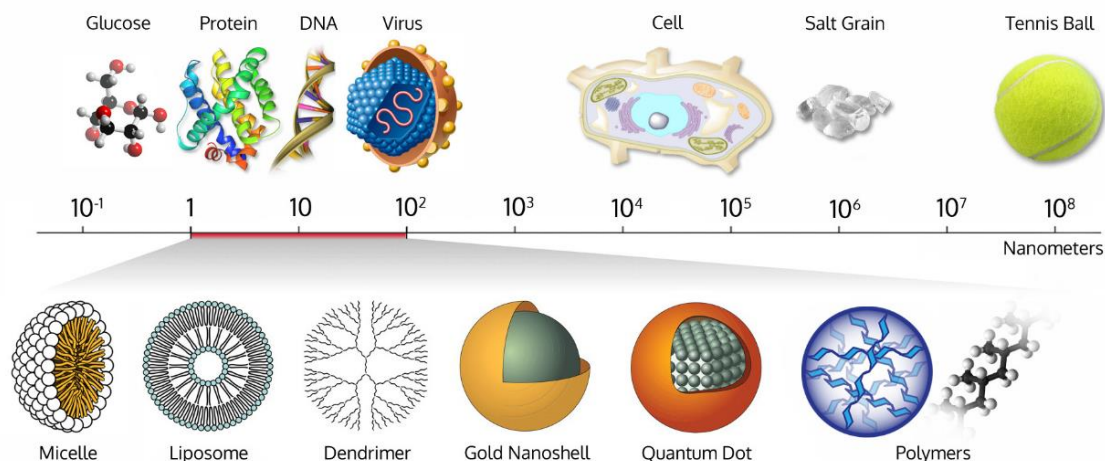 Glucose Protein DNA Virus Cell Salt Grain Tennis Ball
10⁻¹ 1 10 10² 10³ 10⁴ 10⁵ 10⁶ 10⁷ 10⁸
Nanometers
Micelle Liposome Dendrimer Gold Nanoshell Quantum Dot Polymers